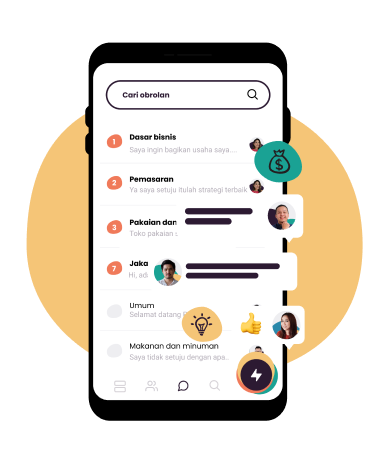 Cari obrolan
1 Dasar bisnis
Saya ingin bagikan usaha saya...
2 Pemasaran
Ya saya setuju itulah strategi terbaik
3 Pakaian dan
Toko pakaian
7 Jaka
Hi,
Umum
Selamat datang
Makanan dan minuman
Saya tidak setuju dengan apa..
$